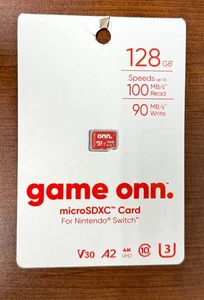 128 GB*
Speeds up to
100 MB/s*
Read
90 MB/s*
Write
onn.
game onn.
microSDXC™ Card
For Nintendo® Switch™
V30 A2 4K UHD 10 U3